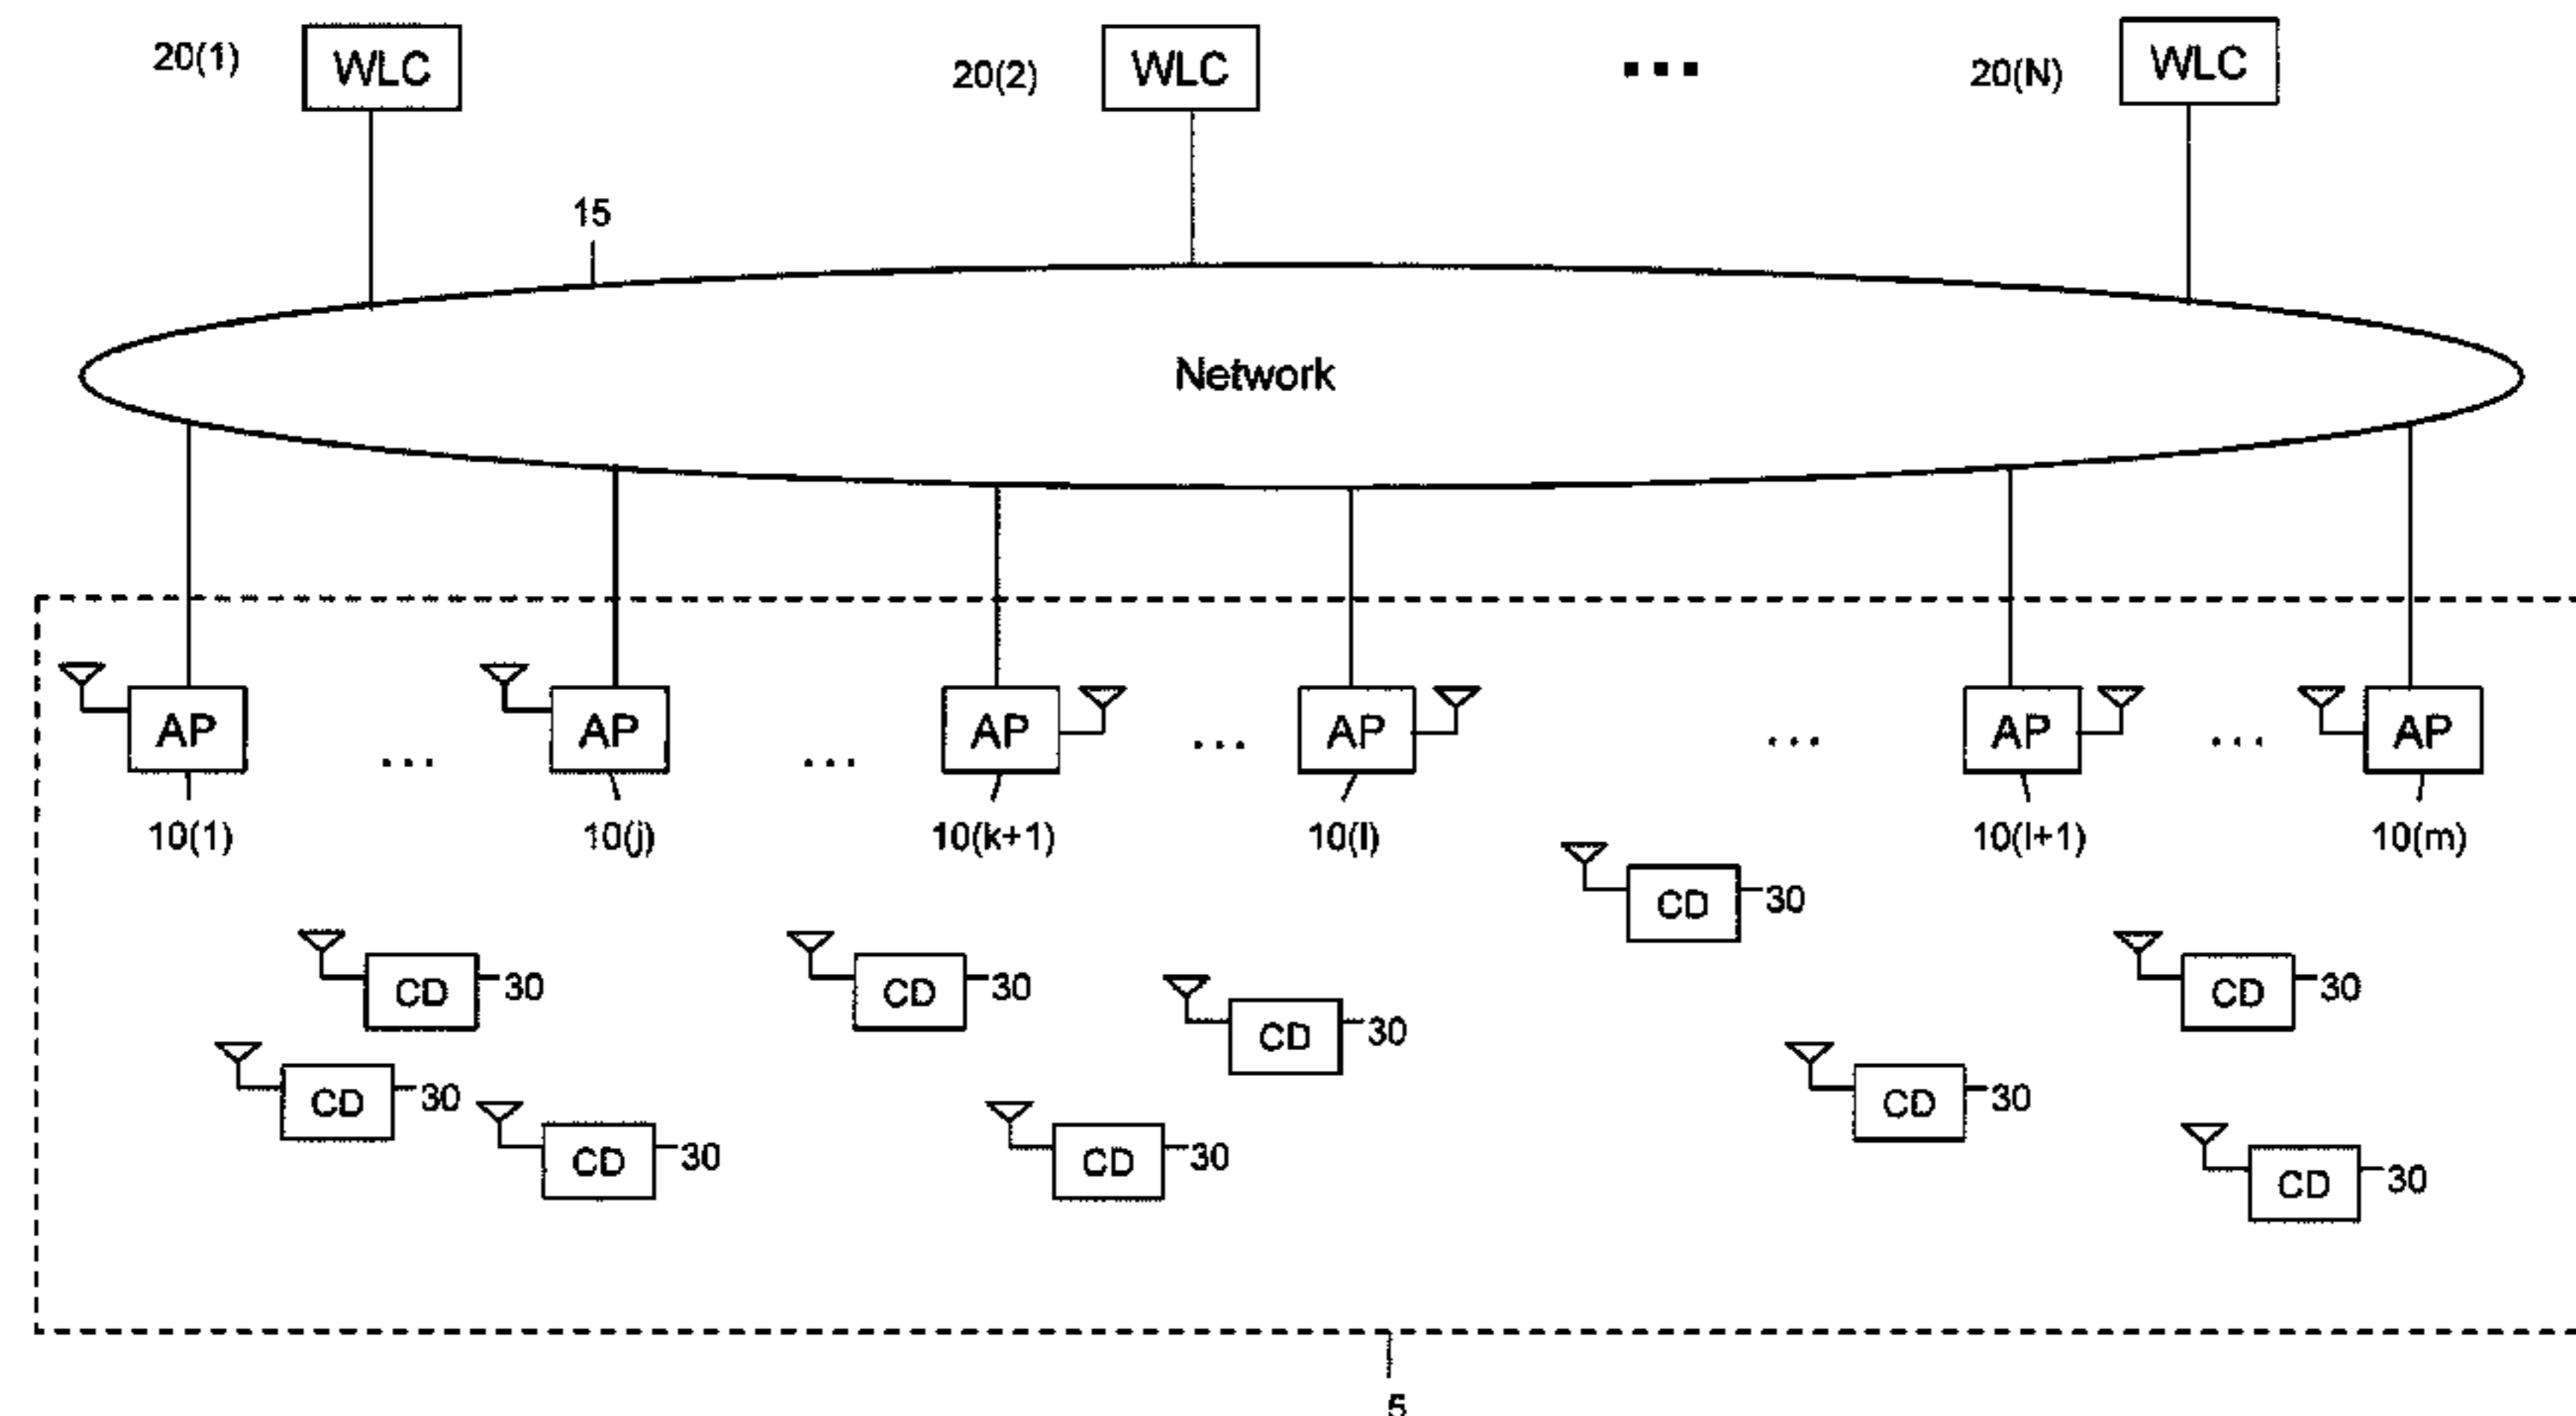 20(1) WLC 20(2) WLC ... 20(N) WLC
15
Network
AP ... AP ... AP ... AP ... AP ... AP
10(1) 10(j) 10(k+1) 10(l) 10(l+1) 10(m)
CD 30
CD 30 CD 30 CD 30
CD 30
CD 30 CD 30
CD 30 CD 30
CD 30
5